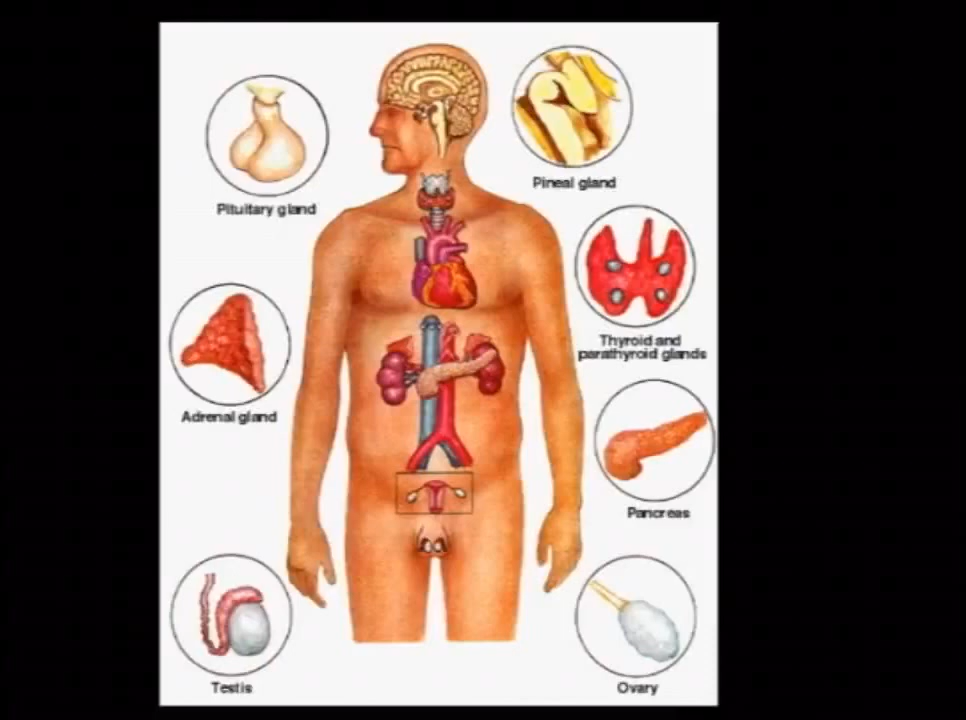 Pituitary gland
Pineal gland
Thyroid and
parathyroid glands
Adrenal gland
Pancreas
Testis
Ovary